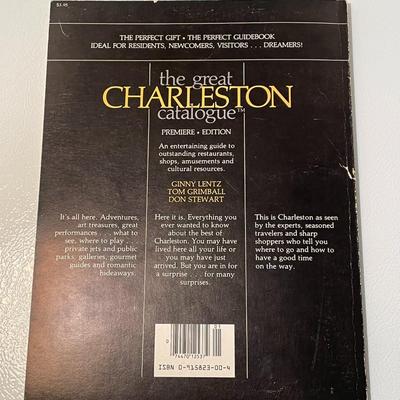 $5.95
THE PERFECT GIFT • THE PERFECT GUIDEBOOK
IDEAL FOR RESIDENTS, NEWCOMERS, VISITORS . . . DREAMERS!
the great
CHARLESTON
catalogue™
PREMIERE • EDITION
An entertaining guide to
outstanding restaurants,
shops, amusements and
cultural resources.
GINNY LENTZ
TOM GRIMBALL
DON STEWART
It's all here. Adventures,
art treasures, great
performances . . . what to
see, where to play . . .
private jets and public
parks, galleries, gourmet
guides and romantic
hideaways.
Here it is. Everything you
ever wanted to know
about the best of
Charleston. You may have
lived here all your life or
you may have just
arrived. But you are in for
a surprise . . . for many
surprises.
This is Charleston as seen
by the experts, seasoned
travelers and sharp
shoppers who tell you
where to go and how to
have a good time
on the way.
0 74470 12537
ISBN 0-915823-00-4